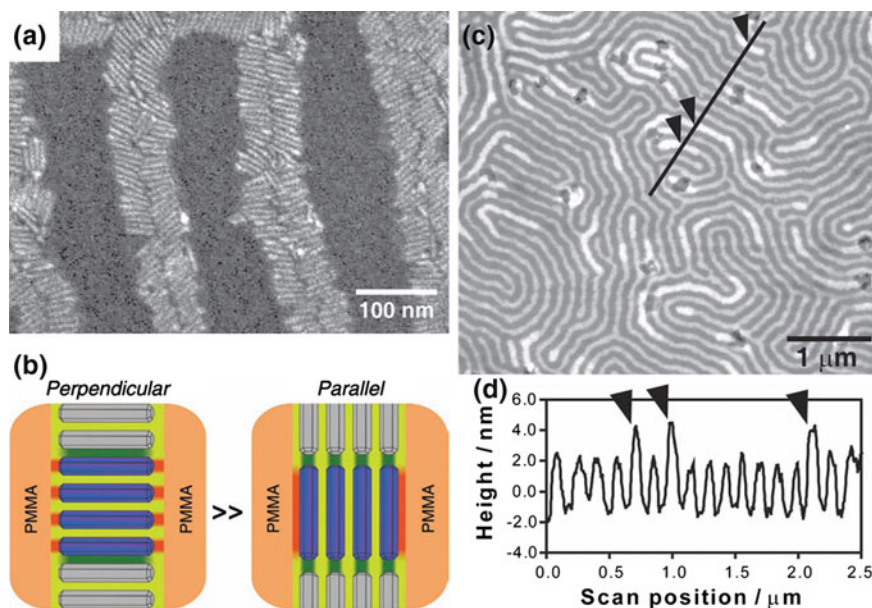 (a)
100 nm
(b)
Perpendicular
Parallel
PMMA
PMMA
>>
PMMA
PMMA
(c)
1 μm
(d)
6.0
4.0
2.0
0.0
-2.0
-4.0
Height / nm
0.0 0.5 1.0 1.5 2.0 2.5
Scan position / μm